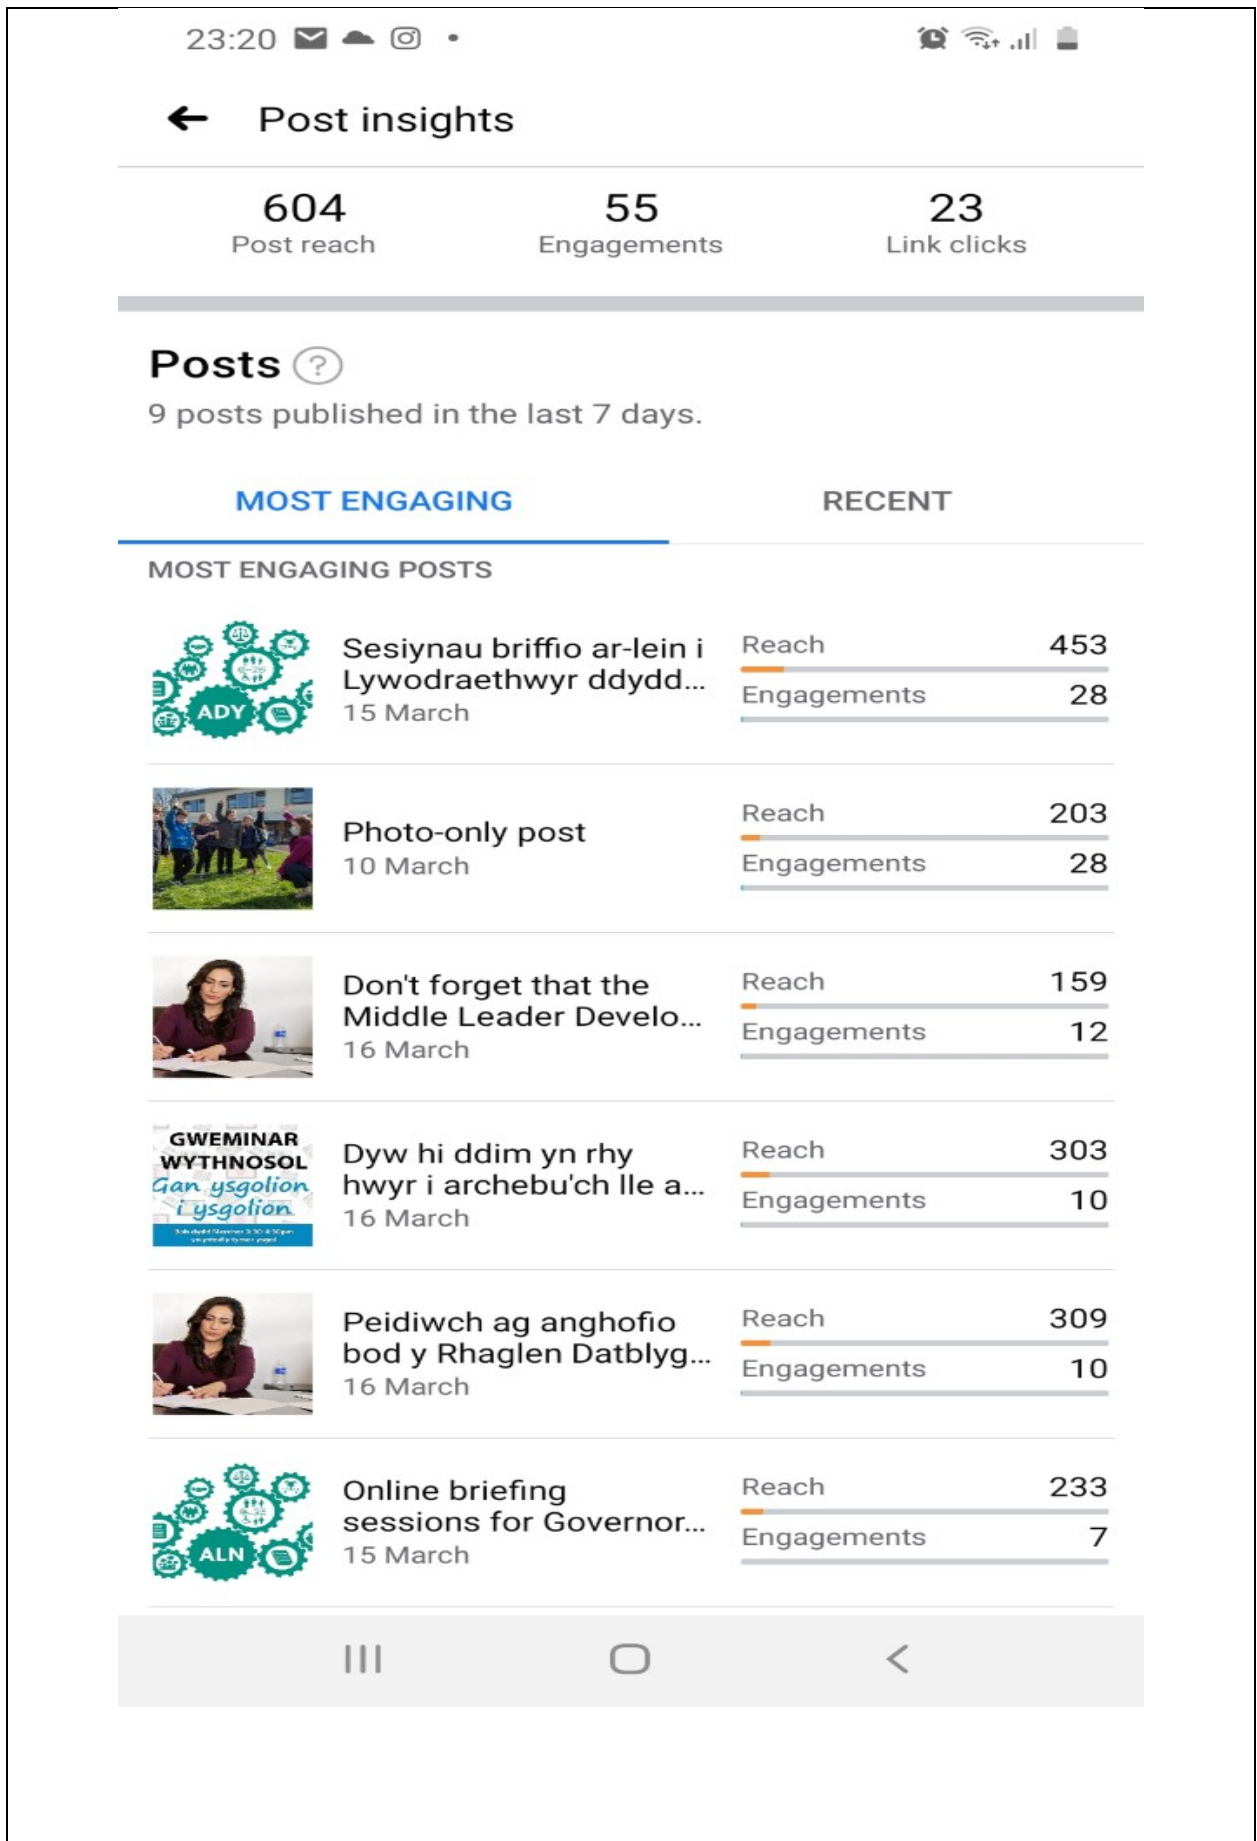 23:20
Post insights
604 55 23
Post reach Engagements Link clicks
Posts ?
9 posts published in the last 7 days.
MOST ENGAGING RECENT
MOST ENGAGING POSTS
ADY
Sesiynau briffio ar-lein i
Lywodraethwyr ddydd...
15 March
Reach 453
Engagements 28
Photo-only post
10 March
Reach 203
Engagements 28
Don't forget that the
Middle Leader Develo...
16 March
Reach 159
Engagements 12
GWEMINAR
WYTHNOSOL
Gan ysgolion
i ysgolion
Dyw hi ddim yn rhy
hwyr i archebu'ch lle a...
16 March
Reach 303
Engagements 10
Peidiwch ag anghofio
bod y Rhaglen Datblyg...
16 March
Reach 309
Engagements 10
ALN
Online briefing
sessions for Governor...
15 March
Reach 233
Engagements 7